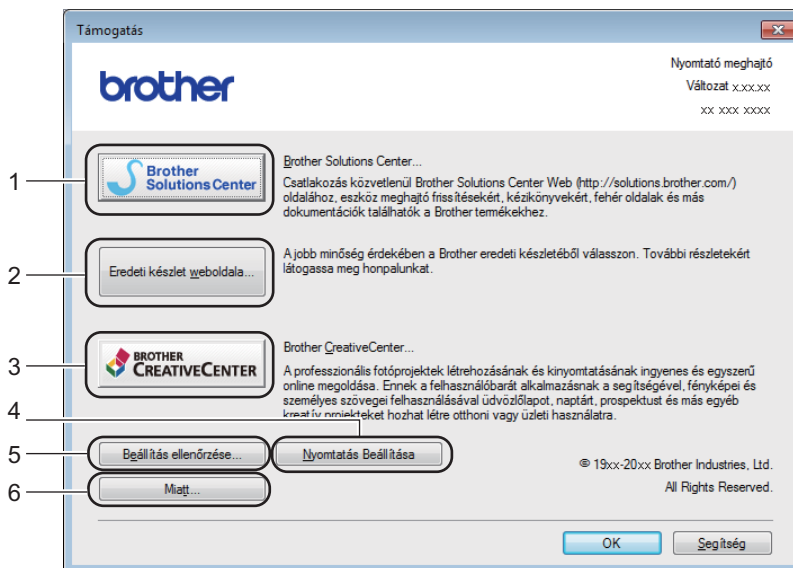 Támogatás
brother
Nyomtató meghajtó
Változat x.xx.xx
xx xxx xxxx
1
Brother
Solutions Center
Brother Solutions Center...
Csatlakozás közvetlenül Brother Solutions Center Web (http://solutions.brother.com/)
oldalához, eszköz meghajtó frissítésekért, kézikönyvekért, fehér oldalak és más
dokumentációk találhatók a Brother termékekhez.
2
Eredeti készlet weboldala...
A jobb minőség érdekében a Brother eredeti készletéből válasszon. További részletekért
látogassa meg honpalunkat.
3
BROTHER
CREATIVECENTER
Brother CreativeCenter...
A professzionális fotóprojektek létrehozásának és kinyomtatásának ingyenes és egyszerű
online megoldása. Ennek a felhasználóbarát alkalmazásnak a segítségével, fényképei és
személyes szövegei felhasználásával üdvözlőlapot, naptárt, prospektust és más egyéb
kreatív projekteket hozhat létre otthoni vagy üzleti használatra.
4
5
Beállítás ellenőrzése...
Nyomtatás Beállítása
6
Miatt...
© 19xx-20xx Brother Industries, Ltd.
All Rights Reserved.
OK
Segítség